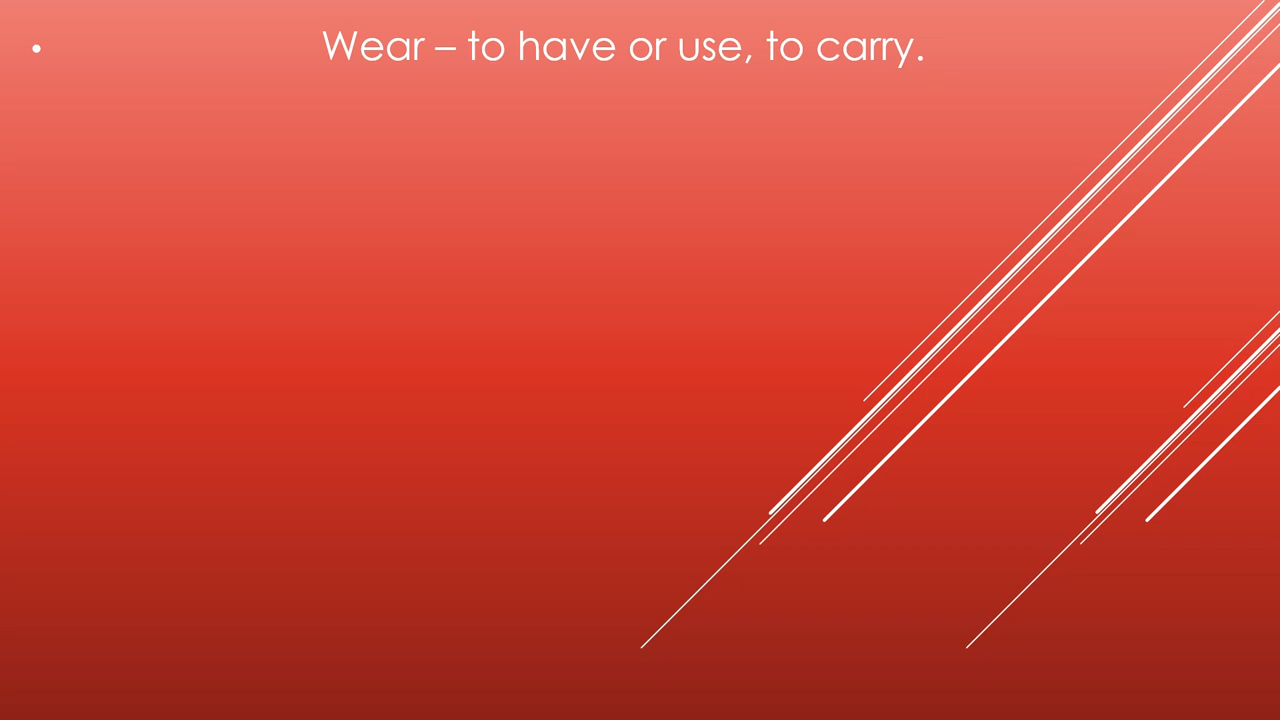 • Wear – to have or use, to carry.